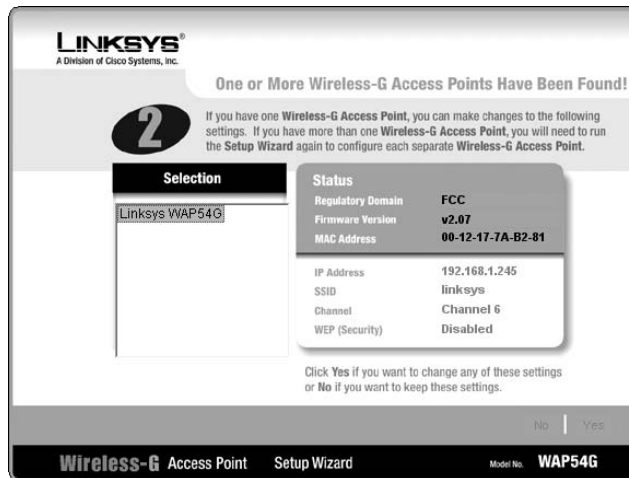 LINKSYS®
A Division of Cisco Systems, Inc.
One or More Wireless-G Access Points Have Been Found!
2
If you have one Wireless-G Access Point, you can make changes to the following
settings. If you have more than one Wireless-G Access Point, you will need to run
the Setup Wizard again to configure each separate Wireless-G Access Point.
Selection
Linksys WAP54G
Status
Regulatory Domain FCC
Firmware Version v2.07
MAC Address 00-12-17-7A-B2-81
IP Address 192.168.1.245
SSID linksys
Channel Channel 6
WEP (Security) Disabled
Click Yes if you want to change any of these settings
or No if you want to keep these settings.
No Yes
Wireless-G Access Point Setup Wizard Model No. WAP54G